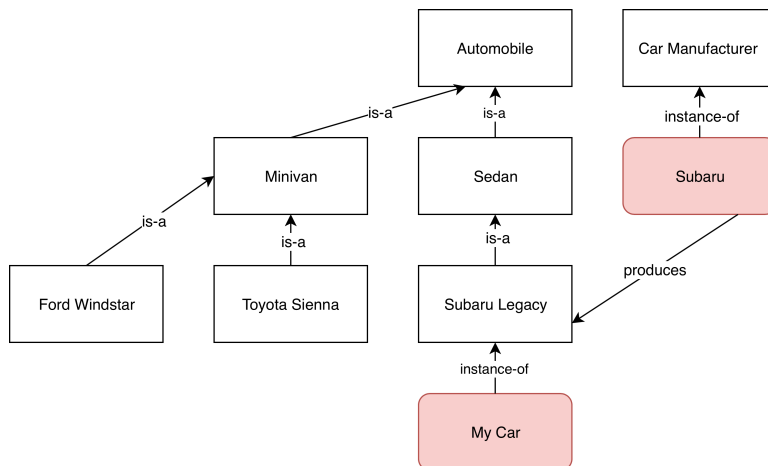 Automobile
Car Manufacturer
is-a
is-a
instance-of
Minivan
Sedan
Subaru
is-a
is-a
is-a
produces
Ford Windstar
Toyota Sienna
Subaru Legacy
instance-of
My Car